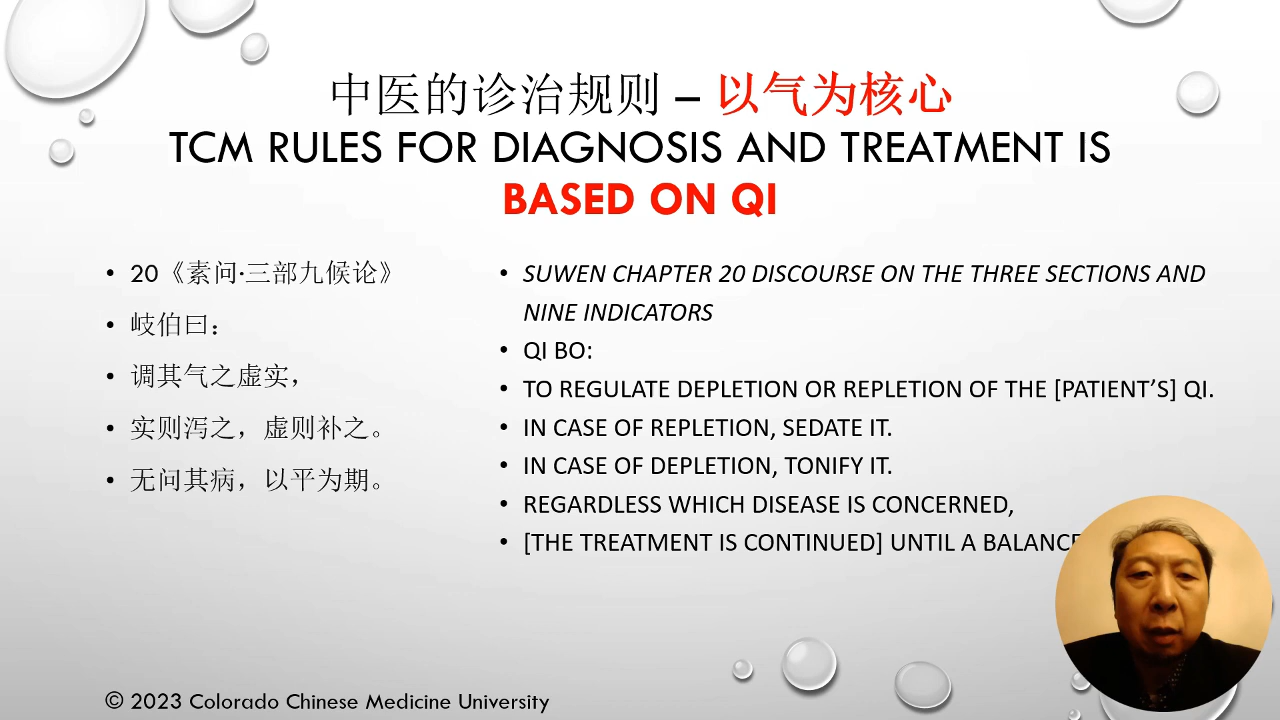 中医的诊治规则 – 以气为核心
TCM RULES FOR DIAGNOSIS AND TREATMENT IS
BASED ON QI
• 20《素问·三部九候论》
• 岐伯曰：
• 调其气之虚实，
• 实则泻之，虚则补之。
• 无问其病，以平为期。
• SUWEN CHAPTER 20 DISCOURSE ON THE THREE SECTIONS AND
NINE INDICATORS
• QI BO:
• TO REGULATE DEPLETION OR REPLETION OF THE [PATIENT’S] QI.
• IN CASE OF REPLETION, SEDATE IT.
• IN CASE OF DEPLETION, TONIFY IT.
• REGARDLESS WHICH DISEASE IS CONCERNED,
• [THE TREATMENT IS CONTINUED] UNTIL A BALANCE
© 2023 Colorado Chinese Medicine University